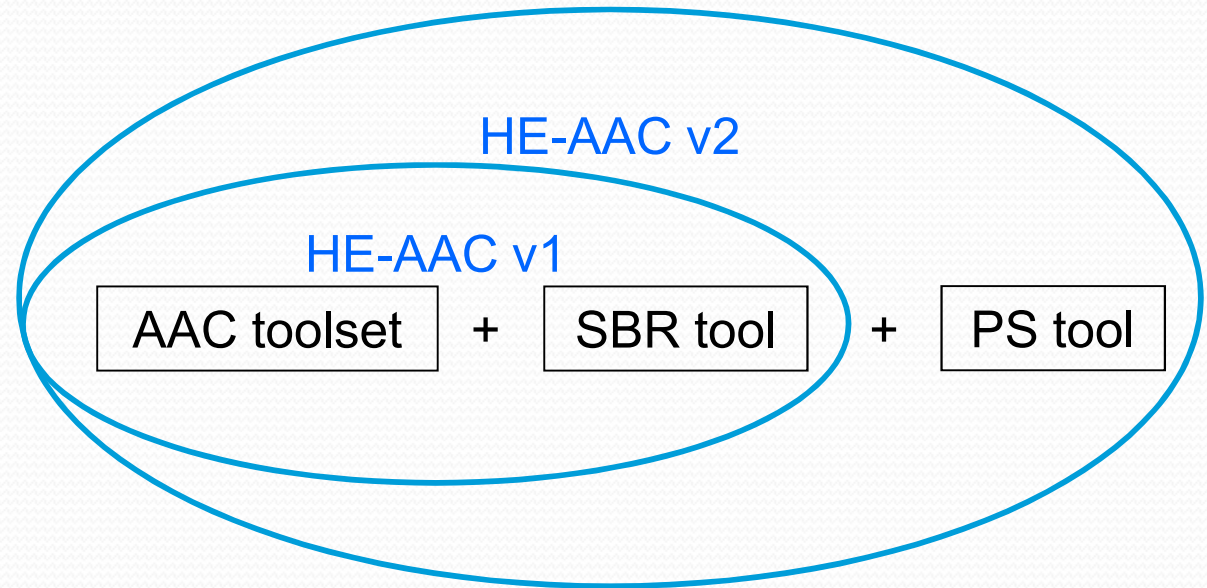 HE-AAC v2
HE-AAC v1
AAC toolset + SBR tool + PS tool